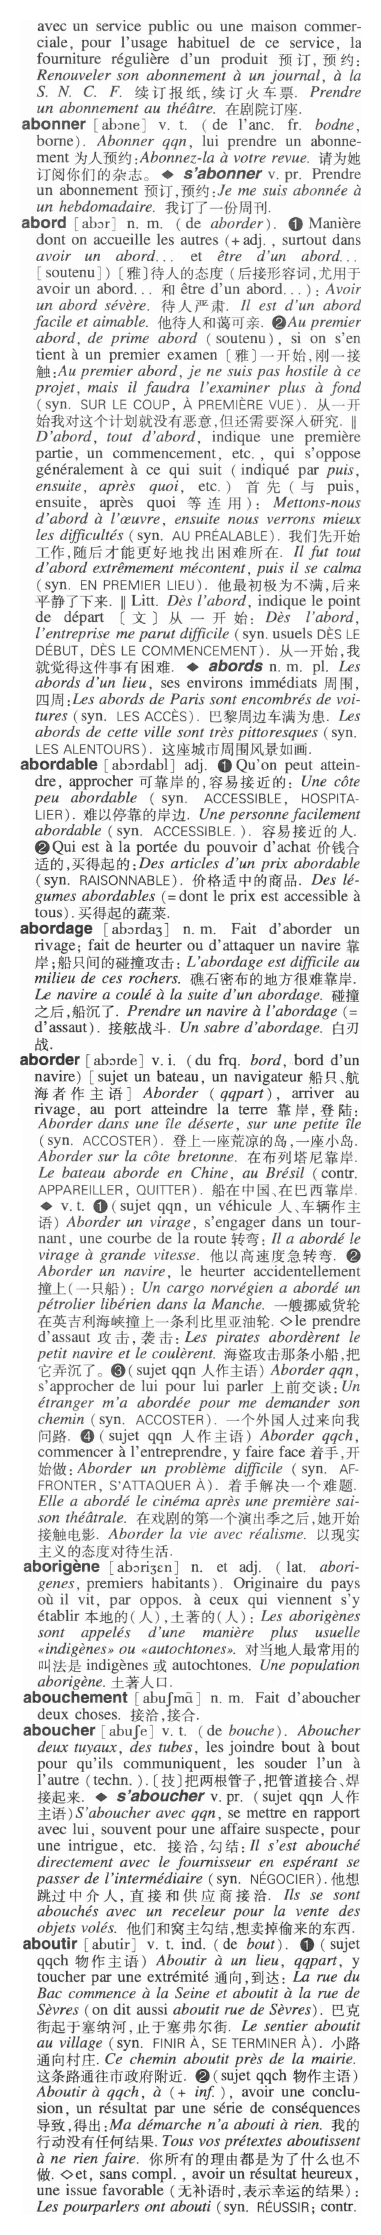 avec un service public ou une maison commer-
ciale, pour l'usage habituel de ce service, la
fourniture régulière d'un produit 预订,预约:
Renouveler son abonnement à un journal, à la
S. N. C. F. 续订报纸,续订火车票. Prendre
un abonnement au théâtre. 在剧院订座.
abonner [abɔne] v. t. (de l'anc. fr. bodne,
borne). Abonner qqn, lui prendre un abonne-
ment 为人预约:Abonnez-la à votre revue. 请为她
订阅你们的杂志. ◆ s'abonner v. pr. Prendre
un abonnement 预订,预约:Je me suis abonnée à
un hebdomadaire. 我订了一份周刊.
abord [abɔr] n. m. (de aborder). ❶ Manière
dont on accueille les autres (+adj. , surtout dans
avoir un abord... et être d'un abord...
[soutenu])[雅]待人的态度(后接形容词,尤用于
avoir un abord... 和 être d'un abord...): Avoir
un abord sévère. 待人严肃. Il est d'un abord
facile et aimable. 他待人和蔼可亲. ❷Au premier
abord, de prime abord (soutenu), si on s'en
tient à un premier examen [雅]一开始,刚一接
触:Au premier abord, je ne suis pas hostile à ce
projet, mais il faudra l'examiner plus à fond
(syn. SUR LE COUP, À PREMIÈRE VUE). 从一开
始我对这个计划就没有恶意,但还需要深入研究. ‖
D'abord, tout d'abord, indique une première
partie, un commencement, etc. , qui s'oppose
généralement à ce qui suit (indiqué par puis,
ensuite, après quoi, etc.) 首先(与 puis,
ensuite, après quoi 等连用): Mettons-nous
d'abord à l'œuvre, ensuite nous verrons mieux
les difficultés (syn. AU PRÉALABLE). 我们先开始
工作,随后才能更好地找出困难所在. Il fut tout
d'abord extrêmement mécontent, puis il se calma
(syn. EN PREMIER LIEU). 他最初极为不满,后来
平静了下来. ‖ Litt. Dès l'abord, indique le point
de départ [文]从一开始: Dès l'abord,
l'entreprise me parut difficile (syn. usuels DÈS LE
DÉBUT, DÈS LE COMMENCEMENT). 从一开始,我
就觉得这件事有困难. ◆ abords n. m. pl. Les
abords d'un lieu, ses environs immédiats 周围,
四周:Les abords de Paris sont encombrés de voi-
tures (syn. LES ACCÈS). 巴黎周边车满为患. Les
abords de cette ville sont très pittoresques (syn.
LES ALENTOURS). 这座城市周围风景如画.
abordable [abɔrdabl] adj. ❶Qu'on peut attein-
dre, approcher 可靠岸的,容易接近的: Une côte
peu abordable (syn. ACCESSIBLE, HOSPITA-
LIER). 难以停靠的岸边. Une personne facilement
abordable (syn. ACCESSIBLE. ). 容易接近的人.
❷Qui est à la portée du pouvoir d'achat 价钱合
适的,买得起的:Des articles d'un prix abordable
(syn. RAISONNABLE). 价格适中的商品. Des lé-
gumes abordables (=dont le prix est accessible à
tous). 买得起的蔬菜.
abordage [abɔrdaʒ] n. m. Fait d'aborder un
rivage; fait de heurter ou d'attaquer un navire 靠
岸;船只间的碰撞攻击: L'abordage est difficile au
milieu de ces rochers. 礁石密布的地方很难靠岸.
Le navire a coulé à la suite d'un abordage. 碰撞
之后,船沉了. Prendre un navire à l'abordage (=
d'assaut). 接舷战斗. Un sabre d'abordage. 白刃
战.
aborder [abɔrde] v. i. (du frq. bord, bord d'un
navire) [sujet un bateau, un navigateur 船只、航
海者作主语] Aborder (qqpart), arriver au
rivage, au port atteindre la terre 靠岸,登陆:
Aborder dans une île déserte, sur une petite île
(syn. ACCOSTER). 登上一座荒凉的岛,一座小岛.
Aborder sur la côte bretonne. 在布列塔尼靠岸.
Le bateau aborde en Chine, au Brésil (contr.
APPAREILLER, QUITTER). 船在中国、在巴西靠岸.
◆ v. t. ❶(sujet qqn, un véhicule 人、车辆作主
语) Aborder un virage, s'engager dans un tour-
nant, une courbe de la route 转弯: Il a abordé le
virage à grande vitesse. 他以高速度急转弯. ❷
Aborder un navire, le heurter accidentellement
撞上(一只船): Un cargo norvégien a abordé un
pétrolier libérien dans la Manche. 一艘挪威货轮
在英吉利海峡撞上一条利比里亚油轮. ◇le prendre
d'assaut 攻击,袭击: Les pirates abordèrent le
petit navire et le coulèrent. 海盗攻击那条小船,把
它弄沉了. ❸(sujet qqn 人作主语) Aborder qqn,
s'approcher de lui pour lui parler 上前交谈:Un
étranger m'a abordée pour me demander son
chemin (syn. ACCOSTER). 一个外国人过来向我
问路. ❹ (sujet qqn 人作主语) Aborder qqch,
commencer à l'entreprendre, y faire face 着手,开
始做: Aborder un problème difficile (syn. AF-
FRONTER, S'ATTAQUER À). 着手解决一个难题.
Elle a abordé le cinéma après une première sai-
son théâtrale. 在戏剧的第一个演出季之后,她开始
接触电影. Aborder la vie avec réalisme. 以现实
主义的态度对待生活.
aborigène [abɔriʒɛn] n. et adj. (lat. abori-
genes, premiers habitants). Originaire du pays
où il vit, par oppos. à ceux qui viennent s'y
établir 本地的(人),土著的(人): Les aborigènes
sont appelés d'une manière plus usuelle
«indigènes» ou «autochtones». 对当地人最常用的
叫法是 indigènes 或 autochtones. Une population
aborigène. 土著人口.
abouchement [abuʃmɑ̃] n. m. Fait d'aboucher
deux choses. 接洽,接合.
aboucher [abuʃe] v. t. (de bouche). Aboucher
deux tuyaux, des tubes, les joindre bout à bout
pour qu'ils communiquent, les souder l'un à
l'autre (techn. ). [技]把两根管子,把管道接合、焊
接起来. ◆ s'aboucher v. pr. (sujet qqn 人作
主语)S'aboucher avec qqn, se mettre en rapport
avec lui, souvent pour une affaire suspecte, pour
une intrigue, etc. 接洽,勾结: Il s'est abouché
directement avec le fournisseur en espérant se
passer de l'intermédiaire (syn. NÉGOCIER). 他想
跳过中介人,直接和供应商接洽. Ils se sont
abouchés avec un receleur pour la vente des
objets volés. 他们和窝主勾结,想卖掉偷来的东西.
aboutir [abutir] v. t. ind. (de bout). ❶ (sujet
qqch 物作主语) Aboutir à un lieu, qqpart, y
toucher par une extrémité 通向,到达: La rue du
Bac commence à la Seine et aboutit à la rue de
Sèvres (on dit aussi aboutit rue de Sèvres). 巴克
街起于塞纳河,止于塞弗尔街. Le sentier aboutit
au village (syn. FINIR À, SE TERMINER À). 小路
通向村庄. Ce chemin aboutit près de la mairie.
这条路通往市政府附近. ❷(sujet qqch 物作主语)
Aboutir à qqch, à (+ inf. ), avoir une conclu-
sion, un résultat par une série de conséquences
导致,得出:Ma démarche n'a abouti à rien. 我的
行动没有任何结果. Tous vos prétextes aboutissent
à ne rien faire. 你所有的理由都是为了什么也不
做. ◇et, sans compl. , avoir un résultat heureux,
une issue favorable (无补语时,表示幸运的结果):
Les pourparlers ont abouti (syn. RÉUSSIR; contr.